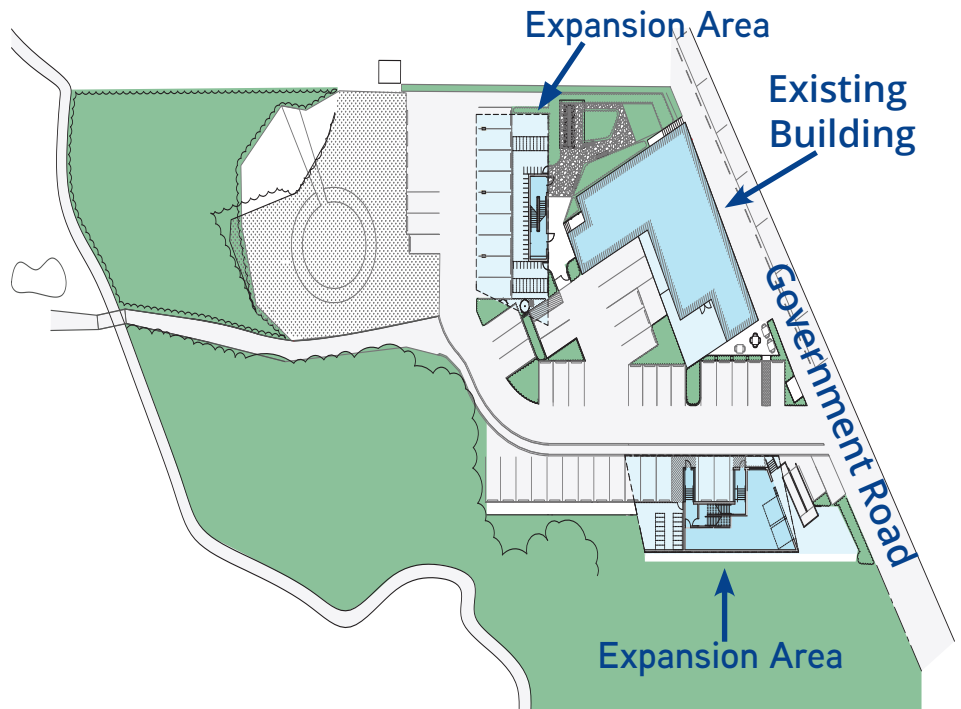 Expansion Area
Existing
Building
Government Road
Expansion Area